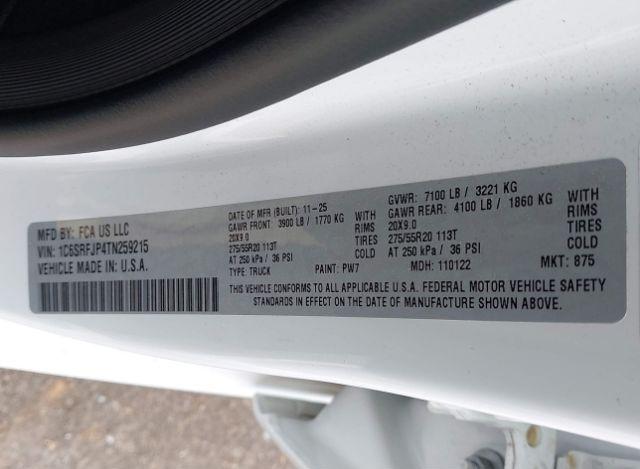 MFD BY: FCA US LLC
VIN: 1C6SRFJP4TN259215
VEHICLE MADE IN: U.S.A.
DATE OF MFR (BUILT): 11-25
GAWR FRONT: 3900 LB / 1770 KG WITH
20X9.0 RIMS
275/55R20 113T TIRES
AT 250 kPa / 36 PSI COLD
TYPE: TRUCK PAINT: PW7
GVWR: 7100 LB / 3221 KG
GAWR REAR: 4100 LB / 1860 KG WITH
20X9.0 RIMS
275/55R20 113T TIRES
AT 250 kPa / 36 PSI COLD
MDH: 110122 MKT: 875
THIS VEHICLE CONFORMS TO ALL APPLICABLE U.S.A. FEDERAL MOTOR VEHICLE SAFETY
STANDARDS IN EFFECT ON THE DATE OF MANUFACTURE SHOWN ABOVE.